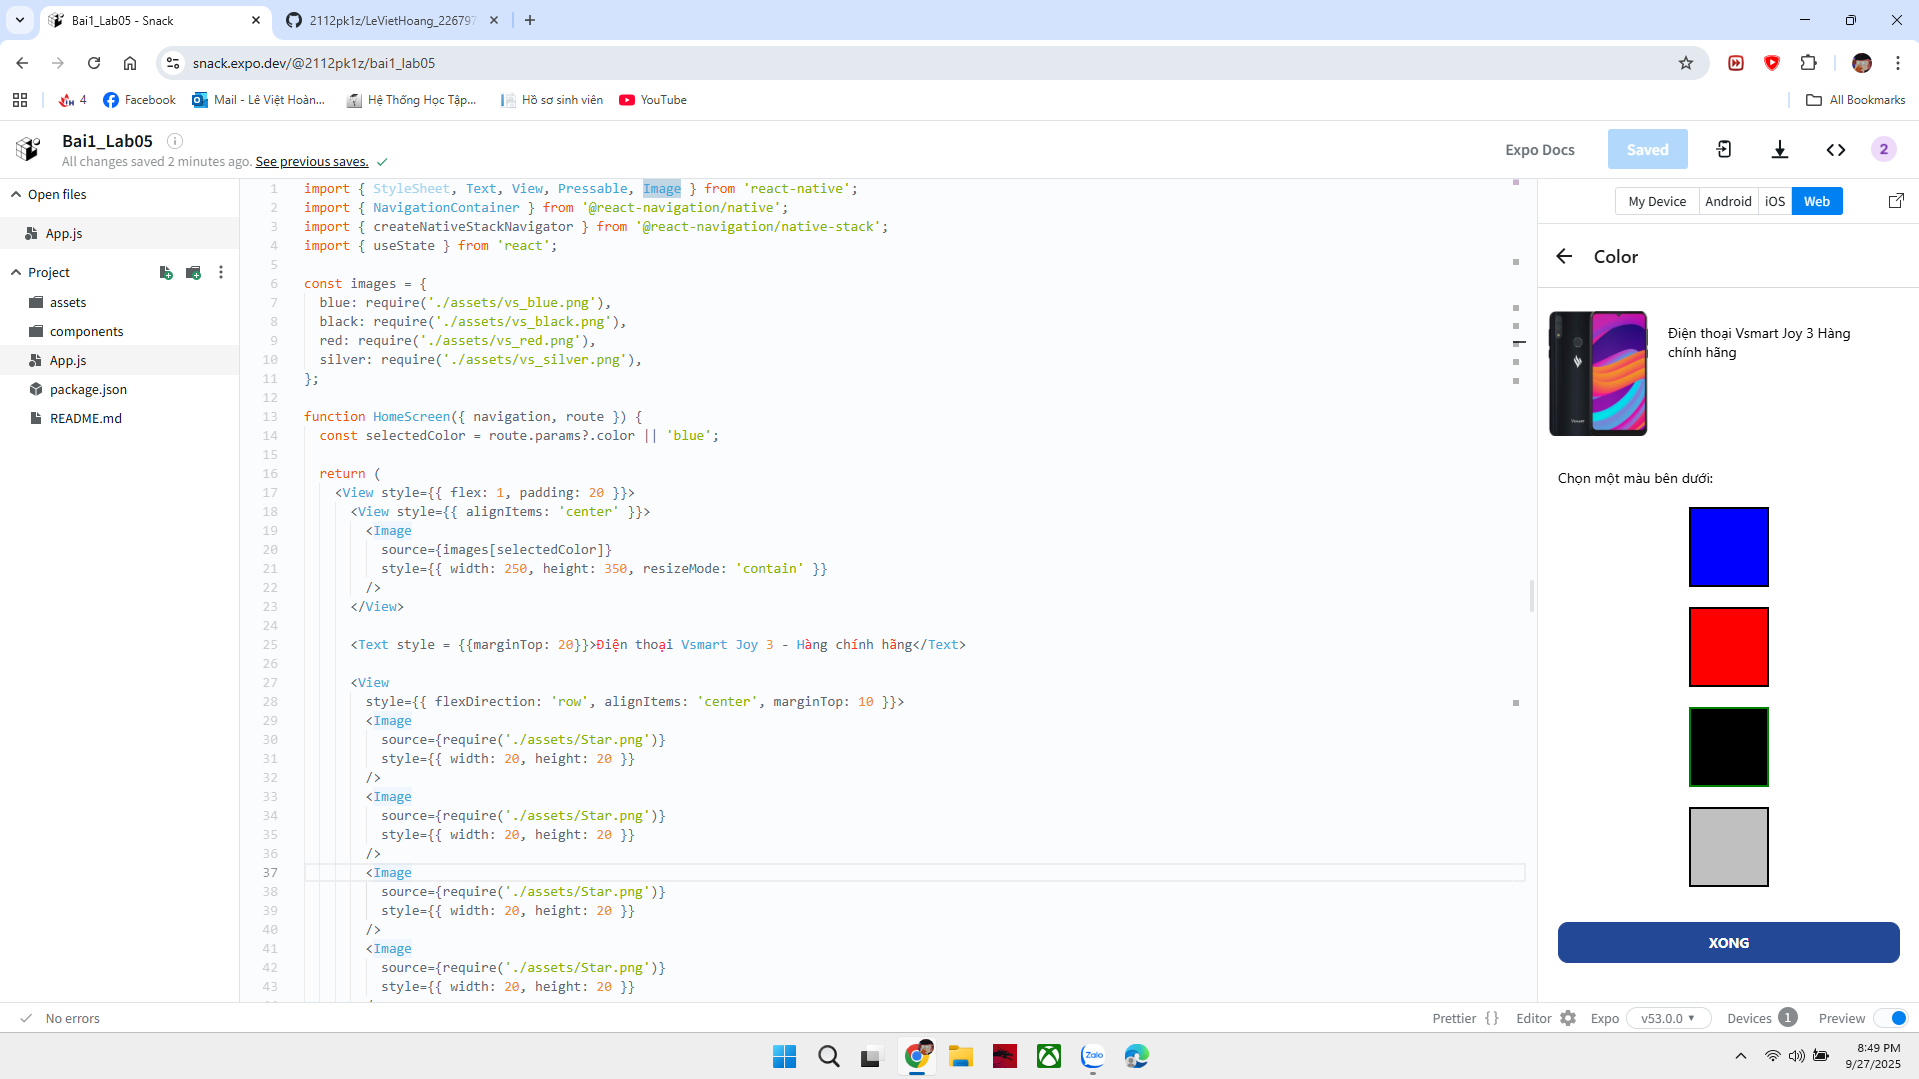 Bai1_Lab05 - Snack
2112pk1z/LeVietHoang_226797
snack.expo.dev/@2112pk1z/bai1_lab05
4
Facebook
Mail - Lê Việt Hoàn...
Hệ Thống Học Tập...
Hồ sơ sinh viên
YouTube
All Bookmarks
Bai1_Lab05
All changes saved 2 minutes ago. See previous saves.
Expo Docs
Saved
2
Open files
App.js
Project
assets
components
App.js
package.json
README.md
1 import { StyleSheet, Text, View, Pressable, Image } from 'react-native';
2 import { NavigationContainer } from '@react-navigation/native';
3 import { createNativeStackNavigator } from '@react-navigation/native-stack';
4 import { useState } from 'react';
5
6 const images = {
7 blue: require('./assets/vs_blue.png'),
8 black: require('./assets/vs_black.png'),
9 red: require('./assets/vs_red.png'),
10 silver: require('./assets/vs_silver.png'),
11 };
12
13 function HomeScreen({ navigation, route }) {
14 const selectedColor = route.params?.color || 'blue';
15
16 return (
17 <View style={{ flex: 1, padding: 20 }}>
18 <View style={{ alignItems: 'center' }}>
19 <Image
20 source={images[selectedColor]}
21 style={{ width: 250, height: 350, resizeMode: 'contain' }}
22 />
23 </View>
24
25 <Text style = {{marginTop: 20}}>Điện thoại Vsmart Joy 3 - Hàng chính hãng</Text>
26
27 <View
28 style={{ flexDirection: 'row', alignItems: 'center', marginTop: 10 }}>
29 <Image
30 source={require('./assets/Star.png')}
31 style={{ width: 20, height: 20 }}
32 />
33 <Image
34 source={require('./assets/Star.png')}
35 style={{ width: 20, height: 20 }}
36 />
37 <Image
38 source={require('./assets/Star.png')}
39 style={{ width: 20, height: 20 }}
40 />
41 <Image
42 source={require('./assets/Star.png')}
43 style={{ width: 20, height: 20 }}
My Device
Android
iOS
Web
Color
Điện thoại Vsmart Joy 3 Hàng
chính hãng
Chọn một màu bên dưới:
XONG
No errors
Prettier { }
Editor
Expo
v53.0.0
Devices 1
Preview
Zalo
8:49 PM
9/27/2025